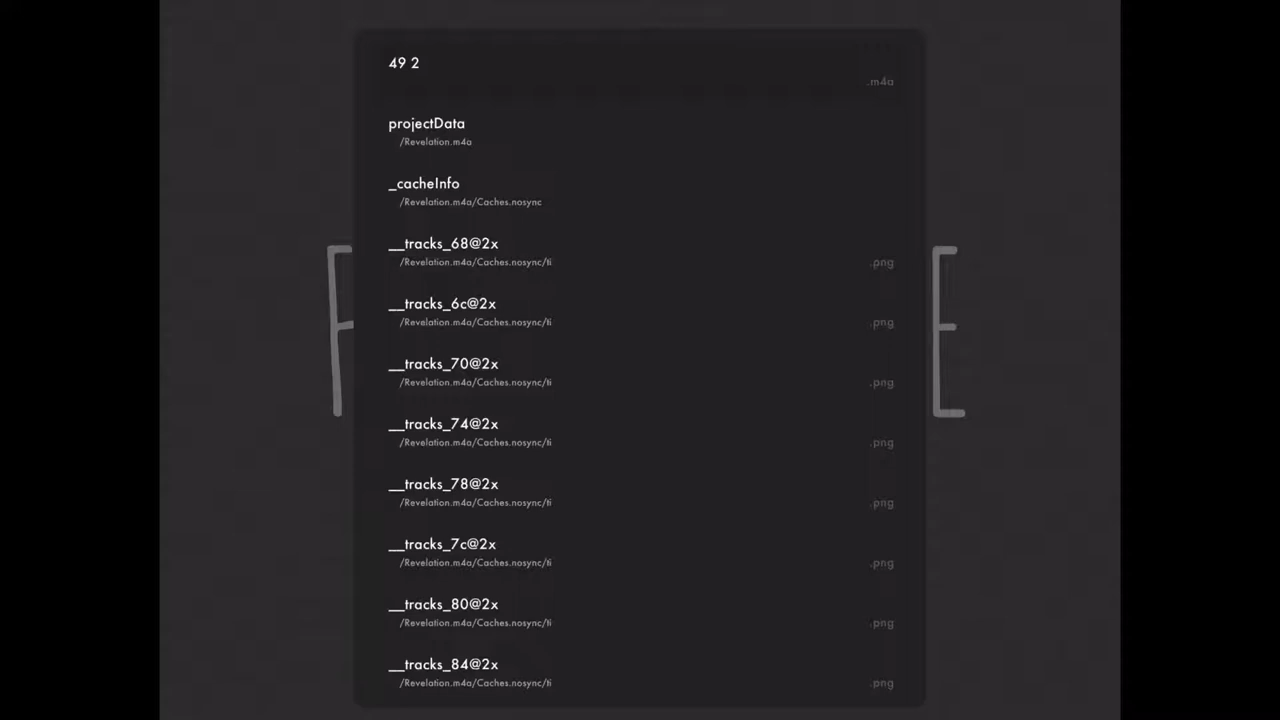 49 2
.m4a
projectData
/Revelation.m4a
_cacheInfo
/Revelation.m4a/Caches.nosync
__tracks_68@2x
/Revelation.m4a/Caches.nosync/ti
.png
__tracks_6c@2x
/Revelation.m4a/Caches.nosync/ti
.png
__tracks_70@2x
/Revelation.m4a/Caches.nosync/ti
.png
__tracks_74@2x
/Revelation.m4a/Caches.nosync/ti
.png
__tracks_78@2x
/Revelation.m4a/Caches.nosync/ti
.png
__tracks_7c@2x
/Revelation.m4a/Caches.nosync/ti
.png
__tracks_80@2x
/Revelation.m4a/Caches.nosync/ti
.png
__tracks_84@2x
/Revelation.m4a/Caches.nosync/ti
.png